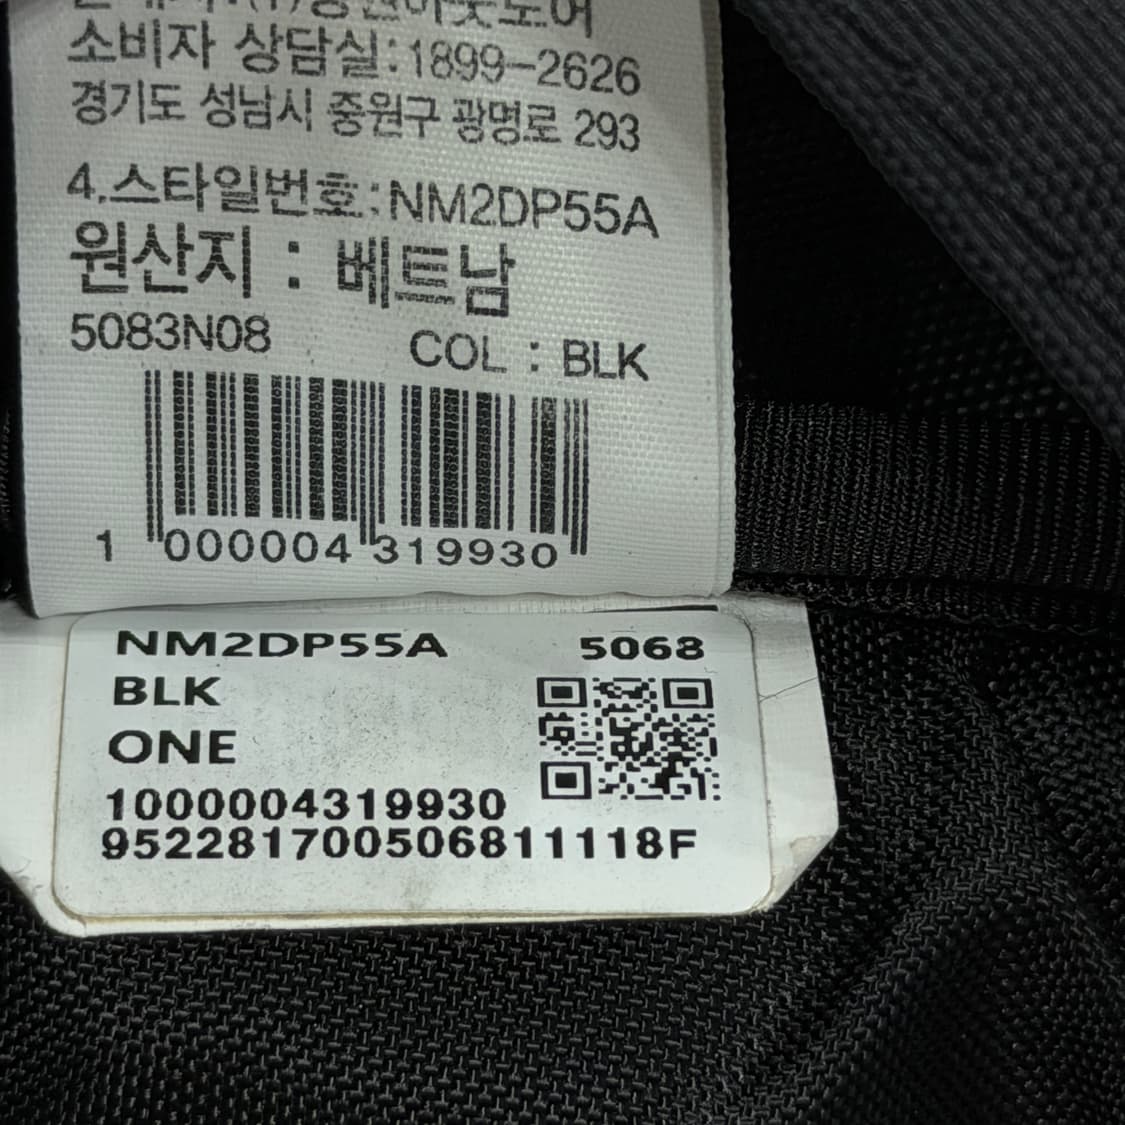 소비자 상담실:1899-2626
경기도 성남시 중원구 광명로 293
4.스타일번호:NM2DP55A
원산지 : 베트남
5083N08 COL : BLK
1 000004 319930
NM2DP55A 5068
BLK
ONE
1000004319930
952281700506811118F